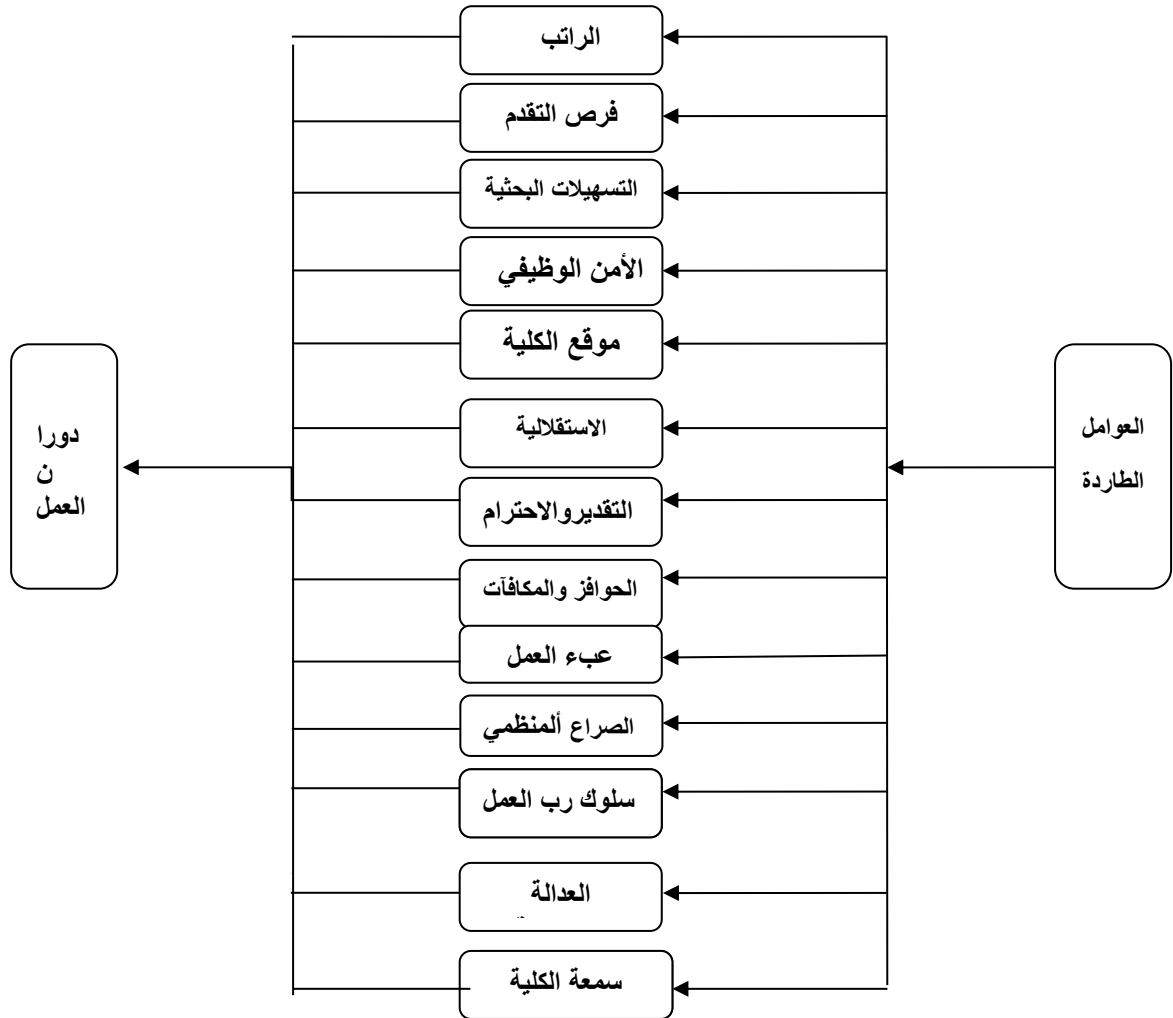 الراتب
فرص التقدم
التسهيلات البحثية
الأمن الوظيفي
موقع الكلية
الاستقلالية
التقديروالاحترام
الحوافز والمكافآت
عبء العمل
الصراع ألمنظمي
سلوك رب العمل
العدالة
سمعة الكلية
العوامل
الطاردة
دورا
ن
العمل